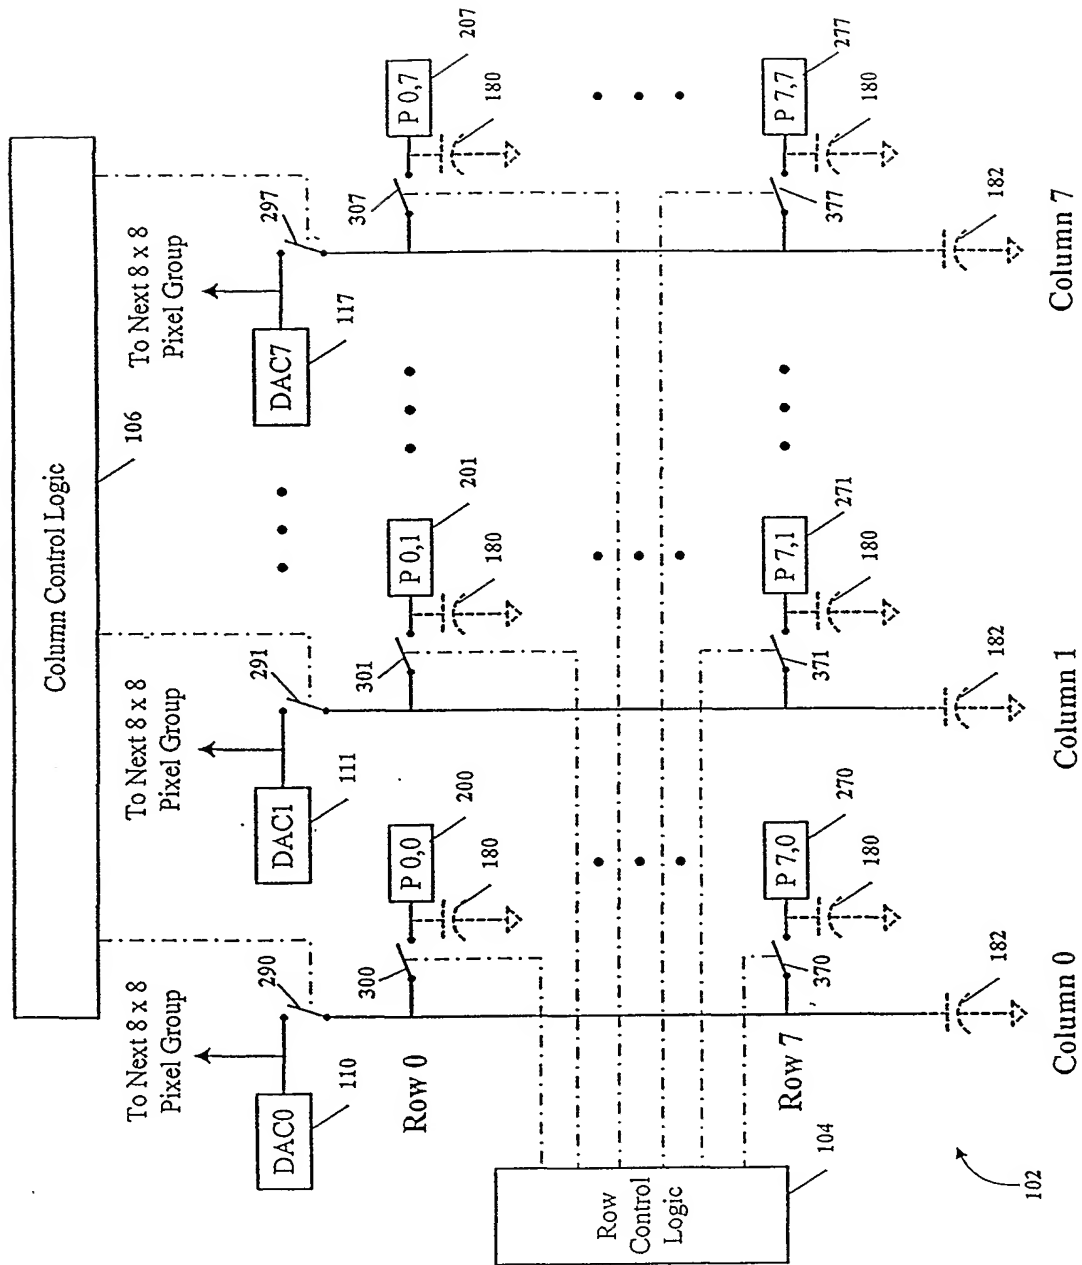 Column Control Logic
106
To Next 8 x 8
Pixel Group
To Next 8 x 8
Pixel Group
To Next 8 x 8
Pixel Group
290
291
297
DAC0
DAC1
DAC7
110
111
117
Row 0
300
P 0,0
200
180
301
P 0,1
201
180
307
P 0,7
207
180
Row
Control
Logic
104
Row 7
370
P 7,0
270
180
371
P 7,1
271
180
377
P 7,7
277
180
182
182
182
102
Column 0
Column 1
Column 7